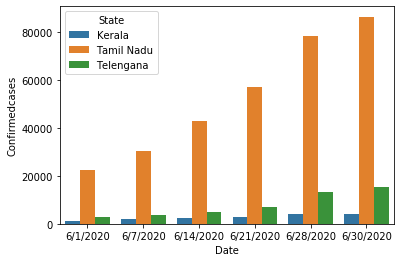 State
Kerala
Tamil Nadu
Telengana
80000
60000
40000
20000
0
Confirmedcases
6/1/2020 6/7/2020 6/14/2020 6/21/2020 6/28/2020 6/30/2020
Date